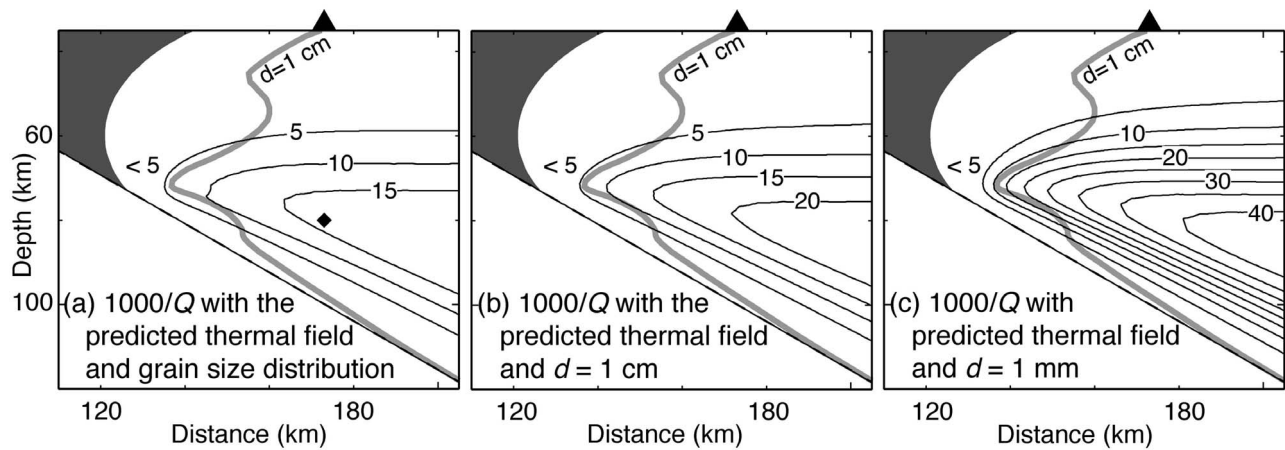 d=1 cm
60
< 5
5
10
15
Depth (km)
100
(a) 1000/Q with the
predicted thermal field
and grain size distribution
120
180
Distance (km)
d=1 cm
< 5
5
10
15
20
(b) 1000/Q with the
predicted thermal field
and d = 1 cm
120
180
Distance (km)
d=1 cm
< 5
10
20
30
40
(c) 1000/Q with
predicted thermal field
and d = 1 mm
120
180
Distance (km)